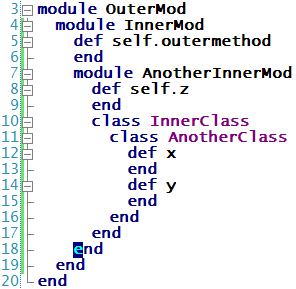 3 module OuterMod
4   module InnerMod
5     def self.outermethod
6     end
7     module AnotherInnerMod
8       def self.z
9       end
10       class InnerClass
11         class AnotherClass
12           def x
13           end
14           def y
15           end
16         end
17       end
18     end
19   end
20 end